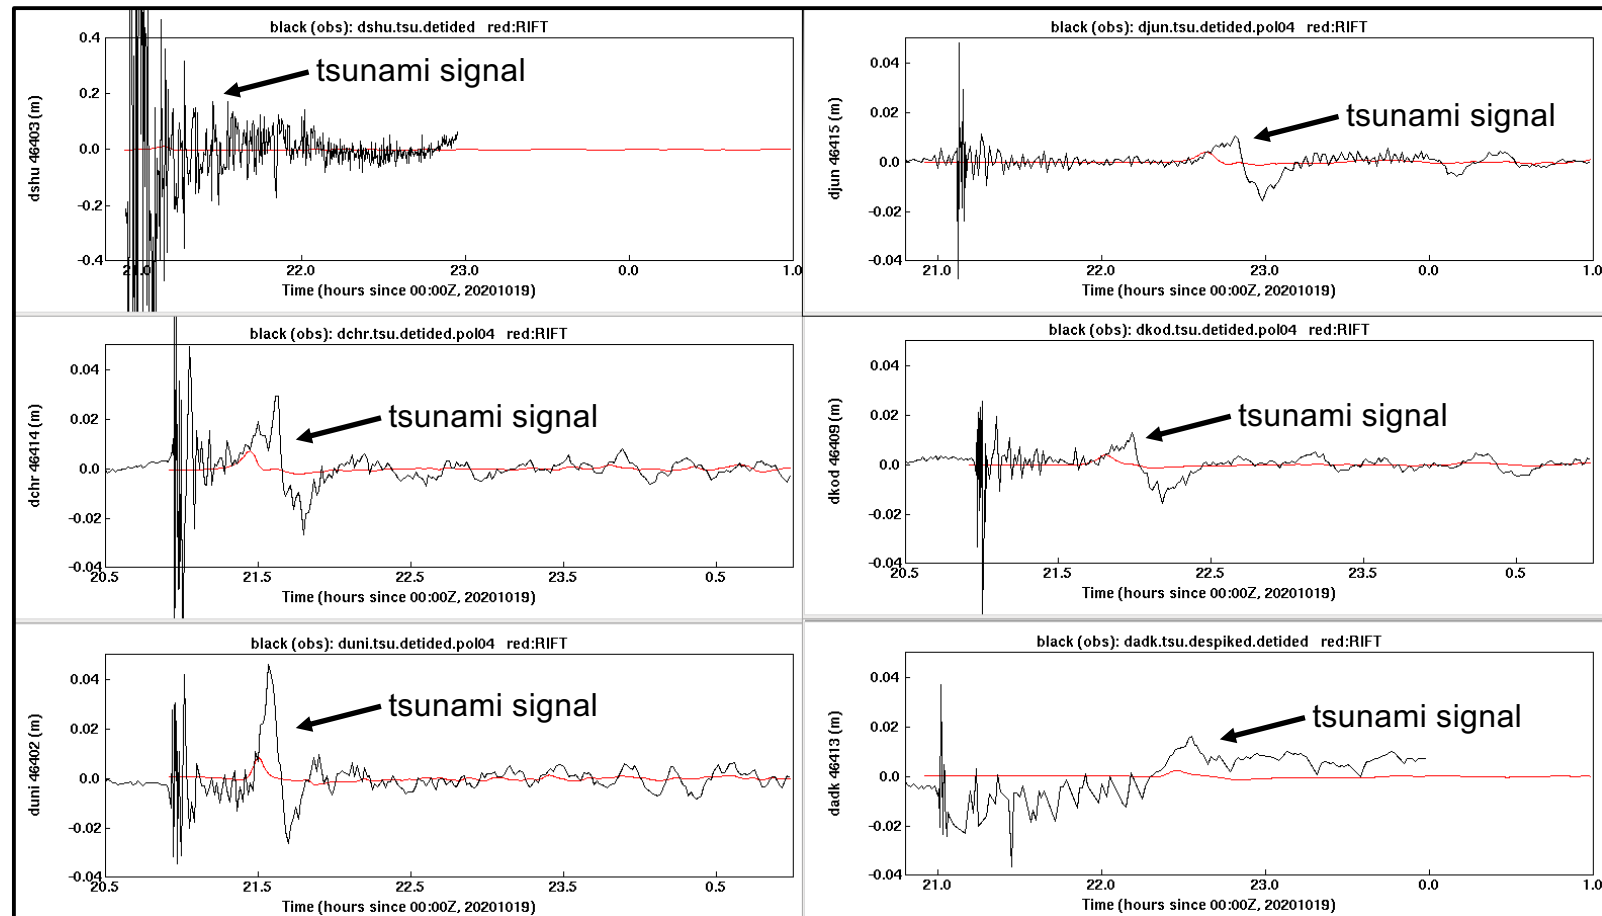 black (obs): dshu.tsu.detided red:RIFT
tsunami signal
dshu 46403 (m)
0.4
0.2
0.0
-0.2
-0.4
21.0 22.0 23.0 0.0 1.0
Time (hours since 00:00Z, 20201019)
black (obs): djun.tsu.detided.pol04 red:RIFT
tsunami signal
djun 46415 (m)
0.04
0.02
0.0
-0.02
-0.04
21.0 22.0 23.0 0.0 1.0
Time (hours since 00:00Z, 20201019)
black (obs): dchr.tsu.detided.pol04 red:RIFT
tsunami signal
dchr 46414 (m)
0.04
0.02
0.0
-0.02
-0.04
20.5 21.5 22.5 23.5 0.5
Time (hours since 00:00Z, 20201019)
black (obs): dkod.tsu.detided.pol04 red:RIFT
tsunami signal
dkod 46409 (m)
0.04
0.02
0.0
-0.02
-0.04
20.5 21.5 22.5 23.5 0.5
Time (hours since 00:00Z, 20201019)
black (obs): duni.tsu.detided.pol04 red:RIFT
tsunami signal
duni 46402 (m)
0.04
0.02
0.0
-0.02
-0.04
20.5 21.5 22.5 23.5 0.5
Time (hours since 00:00Z, 20201019)
black (obs): dadk.tsu.despiked.detided red:RIFT
tsunami signal
dadk 46413 (m)
0.04
0.02
0.0
-0.02
-0.04
21.0 22.0 23.0 0.0 1.0
Time (hours since 00:00Z, 20201019)